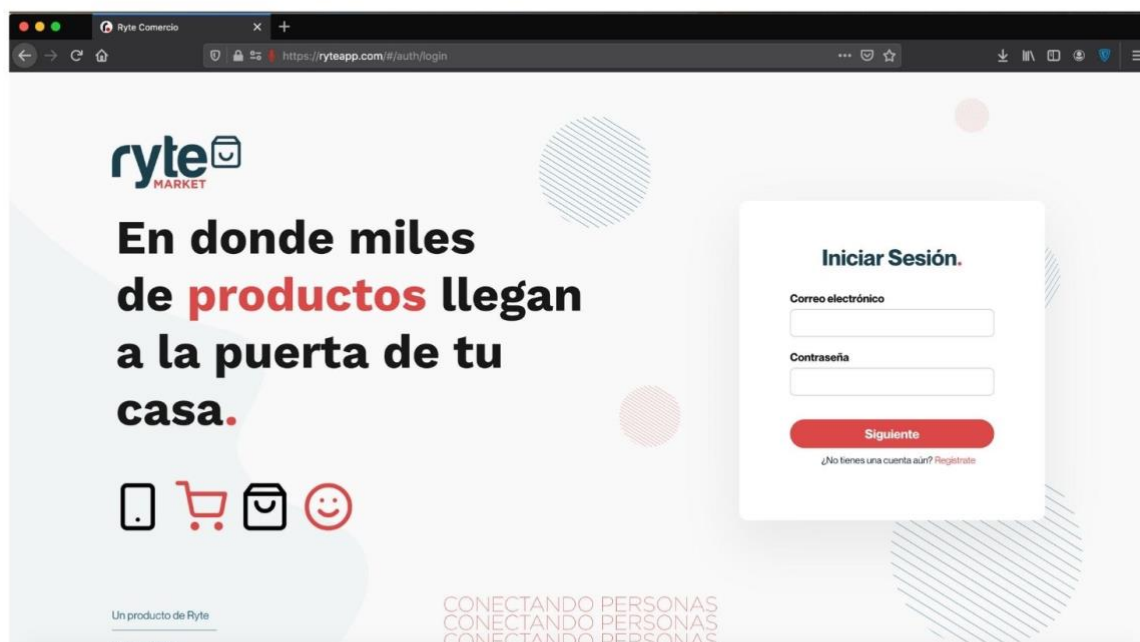 Ryte Comercio
https://ryteapp.com/#/auth/login
ryte
MARKET
En donde miles
de productos llegan
a la puerta de tu
casa.
Iniciar Sesión.
Correo electrónico
Contraseña
Siguiente
¿No tienes una cuenta aún? Regístrate
Un producto de Ryte
CONECTANDO PERSONAS
CONECTANDO PERSONAS
CONECTANDO PERSONAS